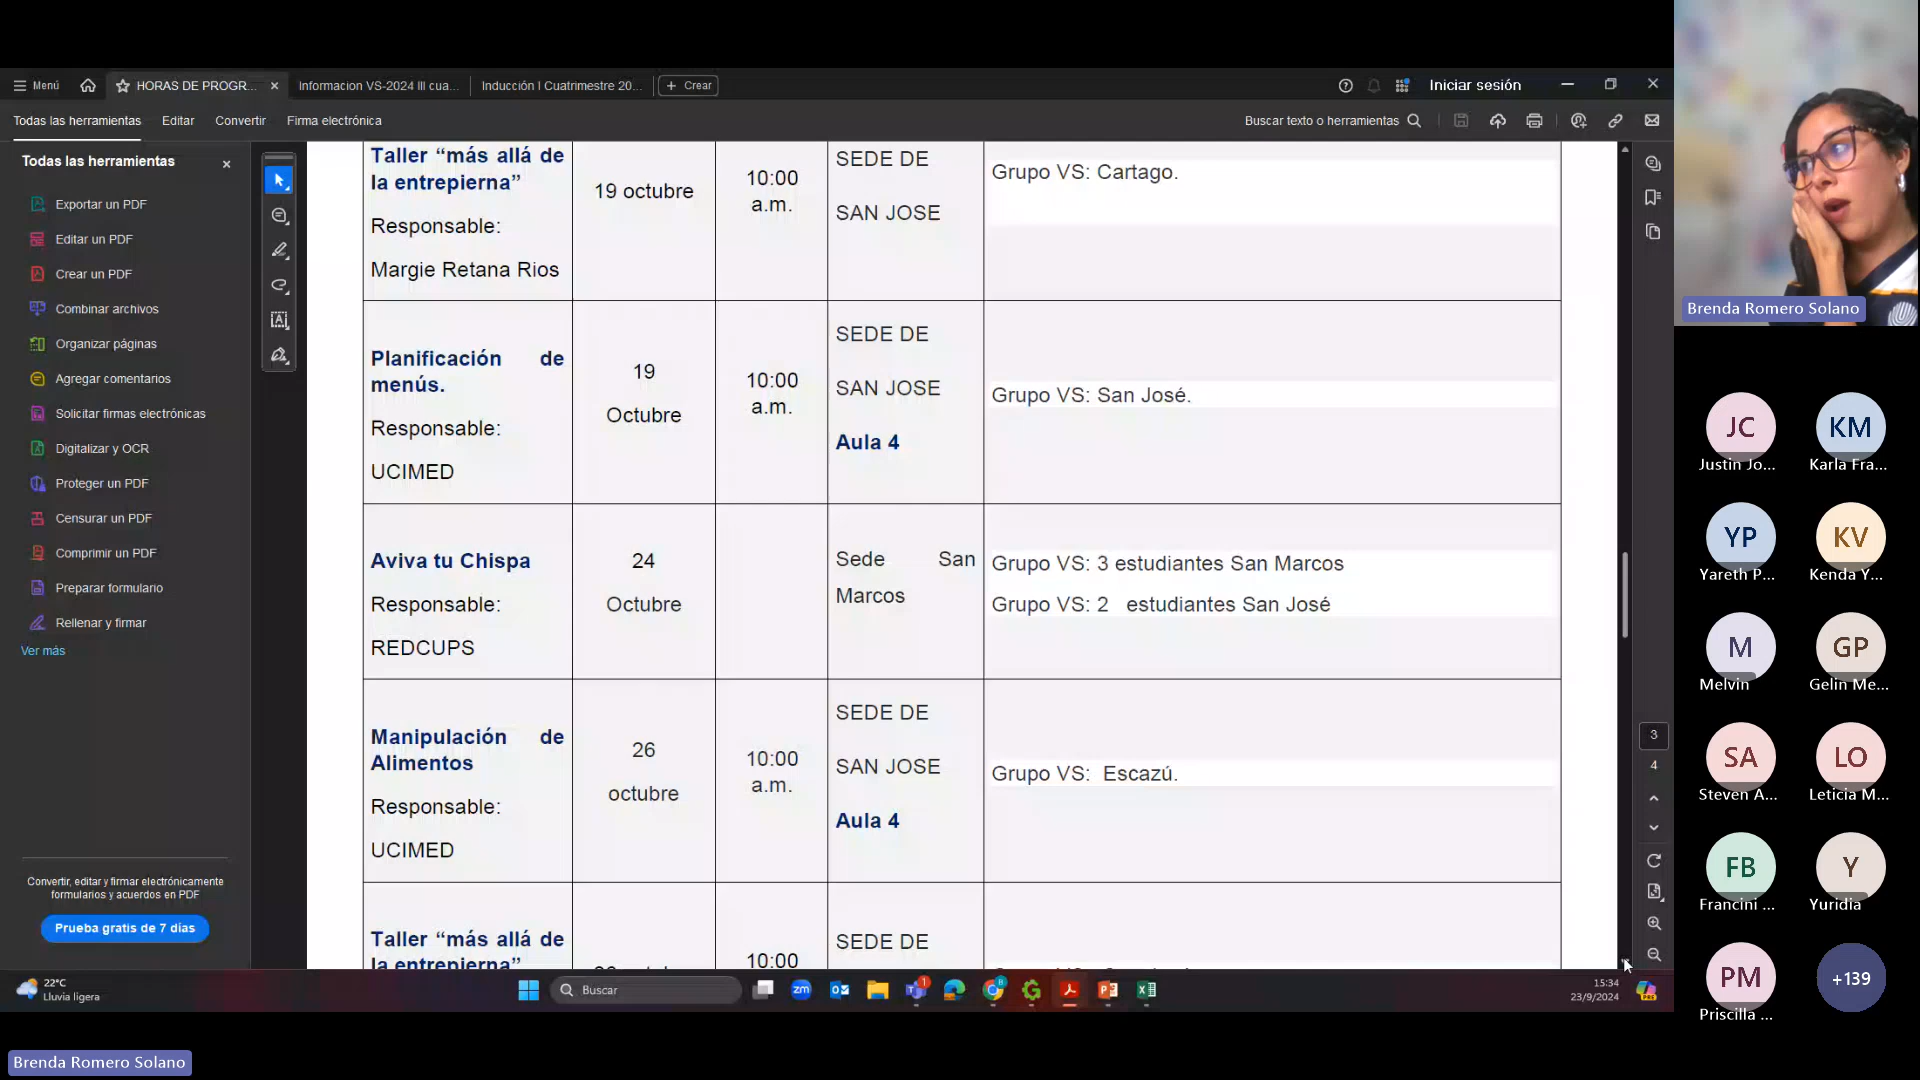 Menú
HORAS DE PROGR...
Informacion VS-2024 III cua...
Inducción I Cuatrimestre 20...
Crear
Iniciar sesión
Todas las herramientas
Editar
Convertir
Firma electrónica
Buscar texto o herramientas
Todas las herramientas
Exportar un PDF
Editar un PDF
Crear un PDF
Combinar archivos
Organizar páginas
Agregar comentarios
Solicitar firmas electrónicas
Digitalizar y OCR
Proteger un PDF
Censurar un PDF
Comprimir un PDF
Preparar formulario
Rellenar y firmar
Ver más
Convertir, editar y firmar electrónicamente
formularios y acuerdos en PDF
Prueba gratis de 7 días
Taller “más allá de
la entrepierna”
Responsable:
Margie Retana Rios
19 octubre
10:00
a.m.
SEDE DE
SAN JOSE
Grupo VS: Cartago.
Planificación de
menús.
Responsable:
UCIMED
19
Octubre
10:00
a.m.
SEDE DE
SAN JOSE
Aula 4
Grupo VS: San José.
Aviva tu Chispa
Responsable:
REDCUPS
24
Octubre
Sede San
Marcos
Grupo VS: 3 estudiantes San Marcos
Grupo VS: 2 estudiantes San José
Manipulación de
Alimentos
Responsable:
UCIMED
26
octubre
10:00
a.m.
SEDE DE
SAN JOSE
Aula 4
Grupo VS: Escazú.
Taller “más allá de
la entrepierna”
10:00
SEDE DE
3
4
22°C
Lluvia ligera
Buscar
15:34
23/9/2024
Brenda Romero Solano
JC
Justin Jo...
KM
Karla Fra...
YP
Yareth P...
KV
Kenda Y...
M
Melvin
GP
Gelin Me...
SA
Steven A...
LO
Leticia M...
FB
Francini ...
Y
Yuridia
PM
Priscilla ...
+139
Brenda Romero Solano